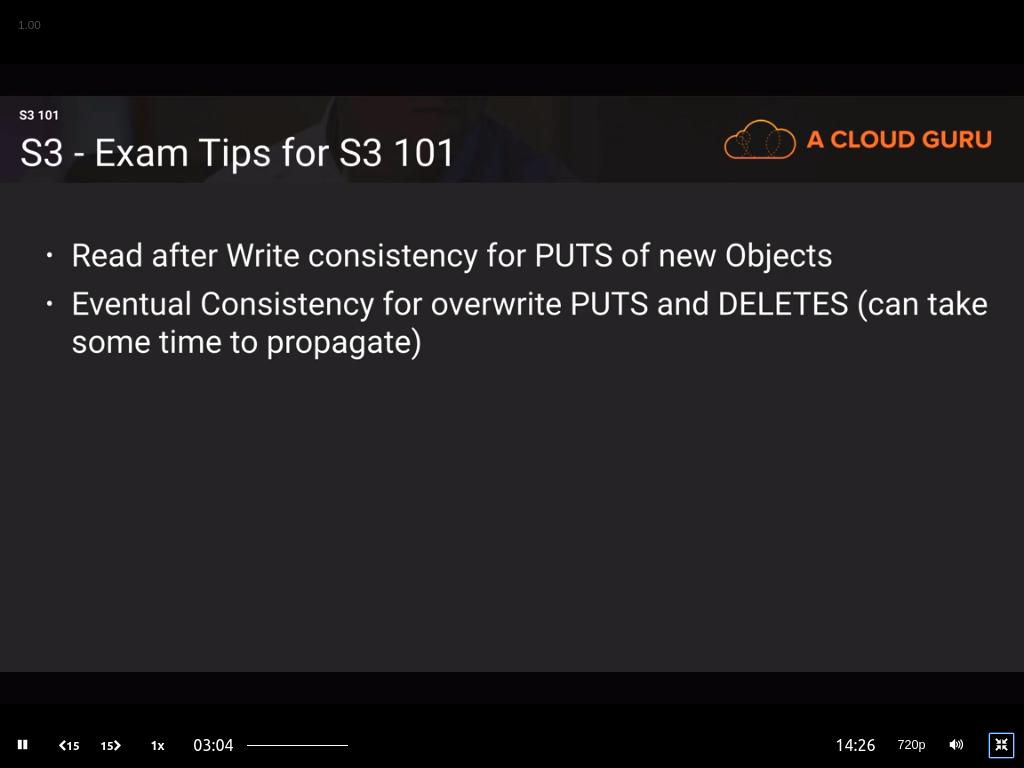 1.00
S3 101
S3 - Exam Tips for S3 101
A CLOUD GURU
• Read after Write consistency for PUTS of new Objects
• Eventual Consistency for overwrite PUTS and DELETES (can take
some time to propagate)
15 15 1x 03:04 14:26 720p